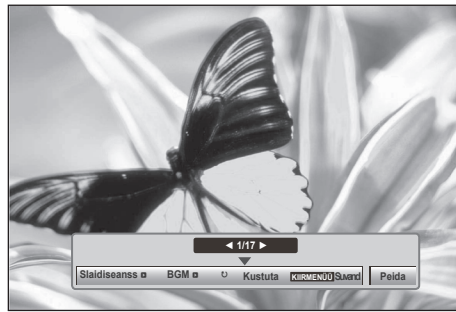 ◀ 1/17 ▶
Slaidiseanss BGM Kustuta KIIRMENÜÜ Suvand Peida